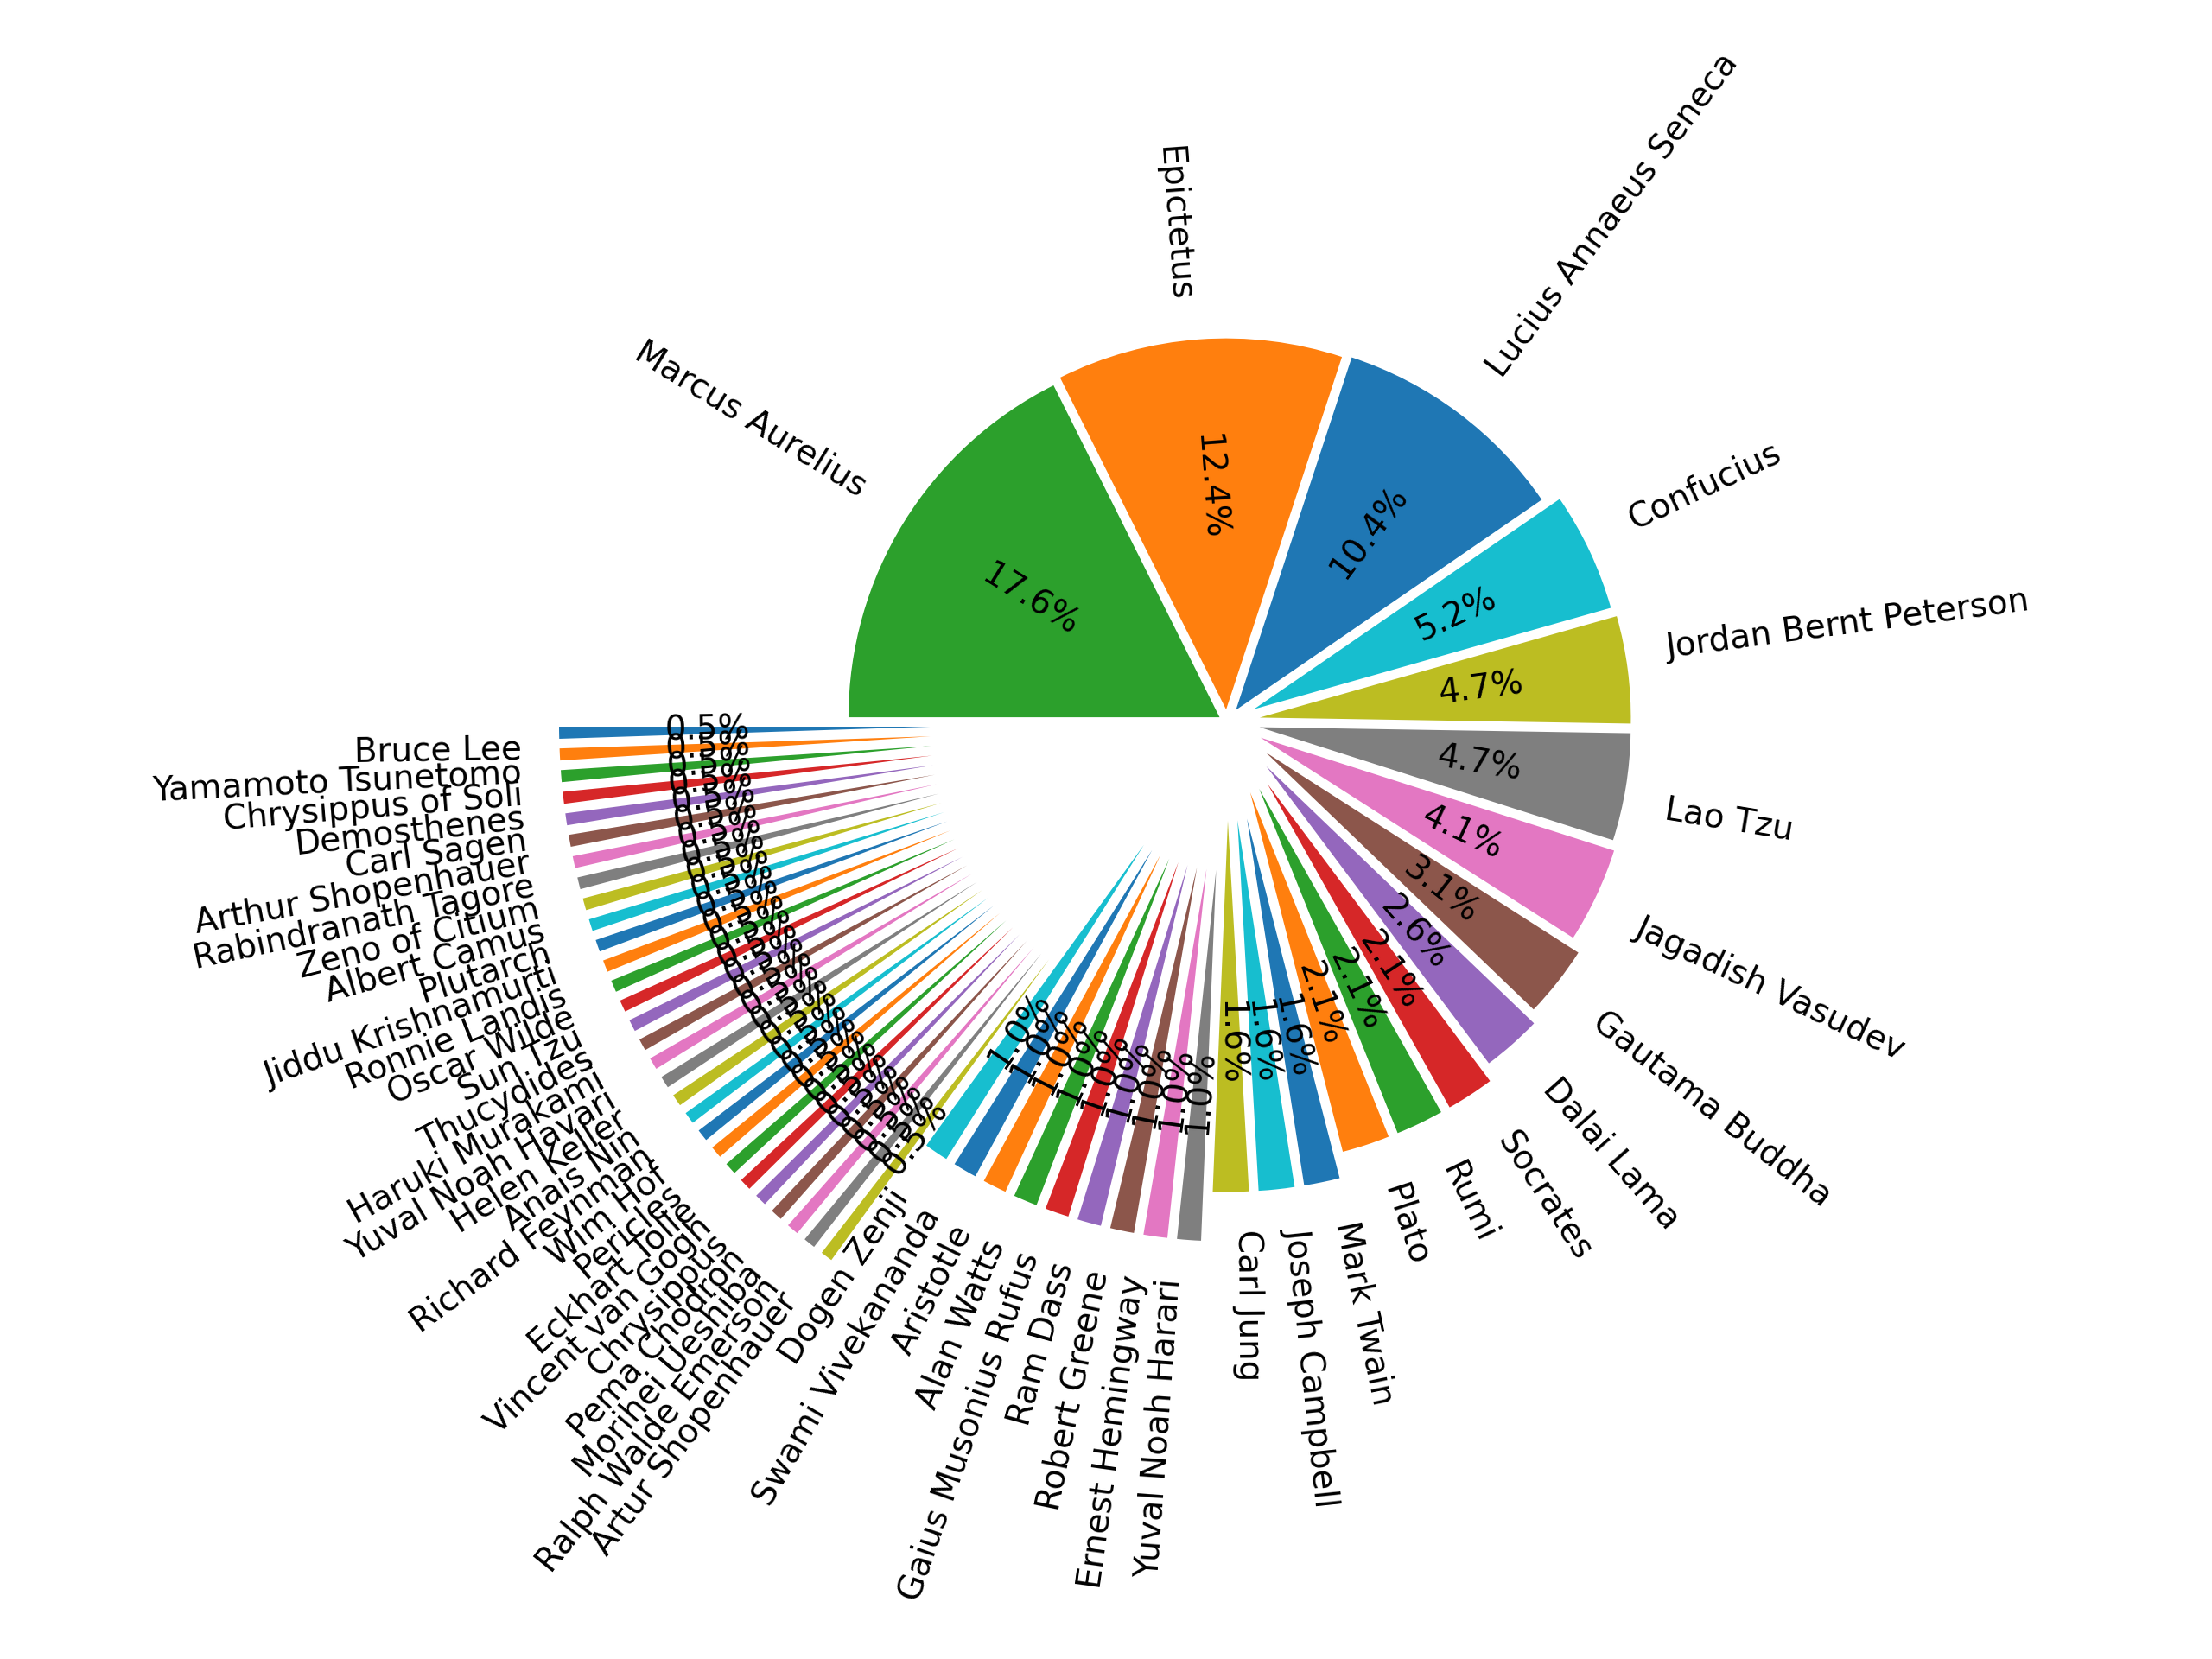 Lucius Annaeus Seneca
Epictetus
Marcus Aurelius
Confucius
Jordan Bernt Peterson
Lao Tzu
Jagadish Vasudev
Gautama Buddha
Dalai Lama
Socrates
Rumi
Plato
Mark Twain
Joseph Campbell
Carl Jung
Yuval Noah Harari
Ernest Hemingway
Robert Greene
Ram Dass
Gaius Musonius Rufus
Alan Watts
Aristotle
Swami Vivekananda
Dogen Zenji
Artur Shopenhauer
Ralph Walde Emerson
Morihei Ueshiba
Pema Chodron
Chrysippus
Vincent van Gogh
Eckhart Tolle
Pericles
Wim Hof
Richard Feynman
Anais Nin
Helen Keller
Yuval Noah Havari
Haruki Murakami
Thucydides
Sun Tzu
Oscar Wilde
Ronnie Landis
Jiddu Krishnamurti
Plutarch
Albert Camus
Zeno of Citium
Rabindranath Tagore
Arthur Shopenhauer
Carl Sagen
Demosthenes
Chrysippus of Soli
Yamamoto Tsunetomo
Bruce Lee
17.6%
12.4%
10.4%
5.2%
4.7%
4.7%
4.1%
3.1%
2.6%
2.1%
2.1%
2.1%
1.6%
1.6%
1.6%
1.0%
1.0%
1.0%
1.0%
1.0%
1.0%
1.0%
1.0%
1.0%
0.5%
0.5%